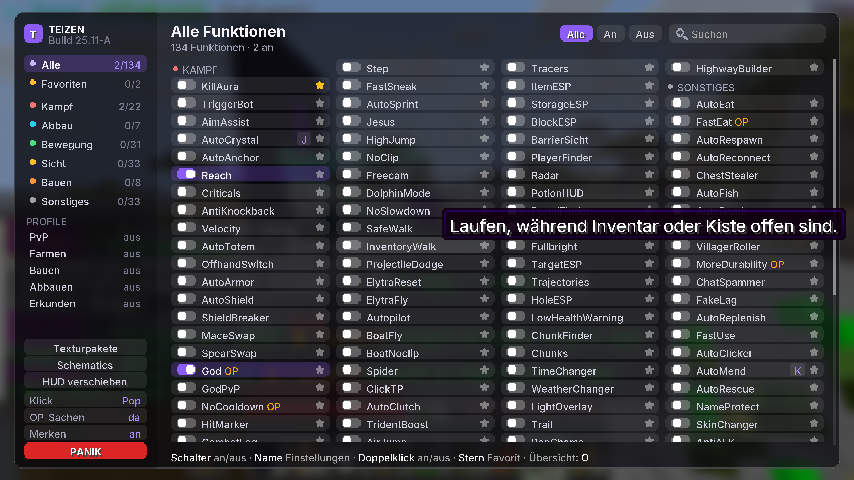 T
TEIZEN
Build 25.11-A
Alle 2/134
Favoriten 0/2
Kampf 2/22
Abbau 0/7
Bewegung 0/31
Sicht 0/33
Bauen 0/8
Sonstiges 0/33
PROFILE
PvP aus
Farmen aus
Bauen aus
Abbauen aus
Erkunden aus
Texturpakete
Schematics
HUD verschieben
Klick Pop
OP-Sachen da
Merken an
PANIK
Alle Funktionen
134 Funktionen · 2 an
Alle An Aus
Suchen
KAMPF
KillAura
TriggerBot
AimAssist
AutoCrystal J
AutoAnchor
Reach
Criticals
AntiKnockback
Velocity
AutoTotem
OffhandSwitch
AutoArmor
AutoShield
ShieldBreaker
MaceSwap
SpearSwap
God OP
GodPvP
NoCooldown OP
HitMarker
Step
FastSneak
AutoSprint
Jesus
HighJump
NoClip
Freecam
DolphinMode
NoSlowdown
SafeWalk
InventoryWalk
ProjectileDodge
ElytraReset
ElytraFly
Autopilot
BoatFly
BoatNoclip
Spider
ClickTP
AutoClutch
TridentBoost
Tracers
ItemESP
StorageESP
BlockESP
BarrierSicht
PlayerFinder
Radar
PotionHUD
Laufen, während Inventar oder Kiste offen sind.
Fullbright
TargetESP
Trajectories
HoleESP
LowHealthWarning
ChunkFinder
Chunks
TimeChanger
WeatherChanger
LightOverlay
Trail
HighwayBuilder
SONSTIGES
AutoEat
FastEat OP
AutoRespawn
AutoReconnect
ChestStealer
AutoFish
VillagerRoller
MoreDurability OP
ChatSpammer
FakeLag
AutoReplenish
FastUse
AutoClicker
AutoMend K
AutoRescue
NameProtect
SkinChanger
Schalter an/aus · Name Einstellungen · Doppelklick an/aus · Stern Favorit · Übersicht: O